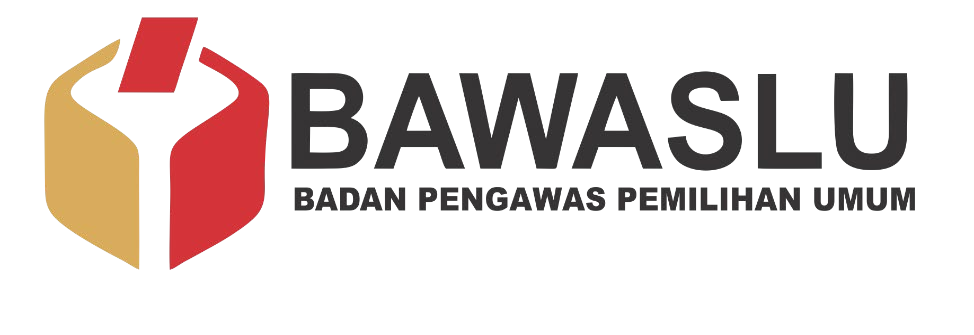 BAWASLU
BADAN PENGAWAS PEMILIHAN UMUM